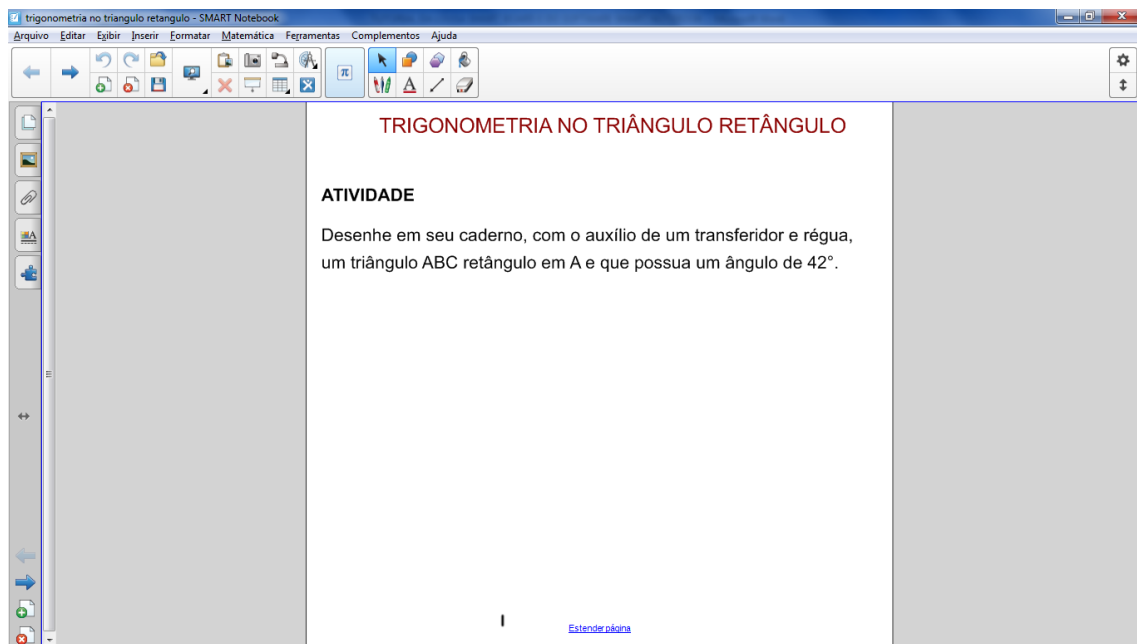 trigonometria no triangulo retangulo - SMART Notebook
Arquivo Editar Exibir Inserir Formatar Matemática Ferramentas Complementos Ajuda
π
A
TRIGONOMETRIA NO TRIÂNGULO RETÂNGULO
ATIVIDADE
Desenhe em seu caderno, com o auxílio de um transferidor e régua,
um triângulo ABC retângulo em A e que possua um ângulo de 42°.
Estender página